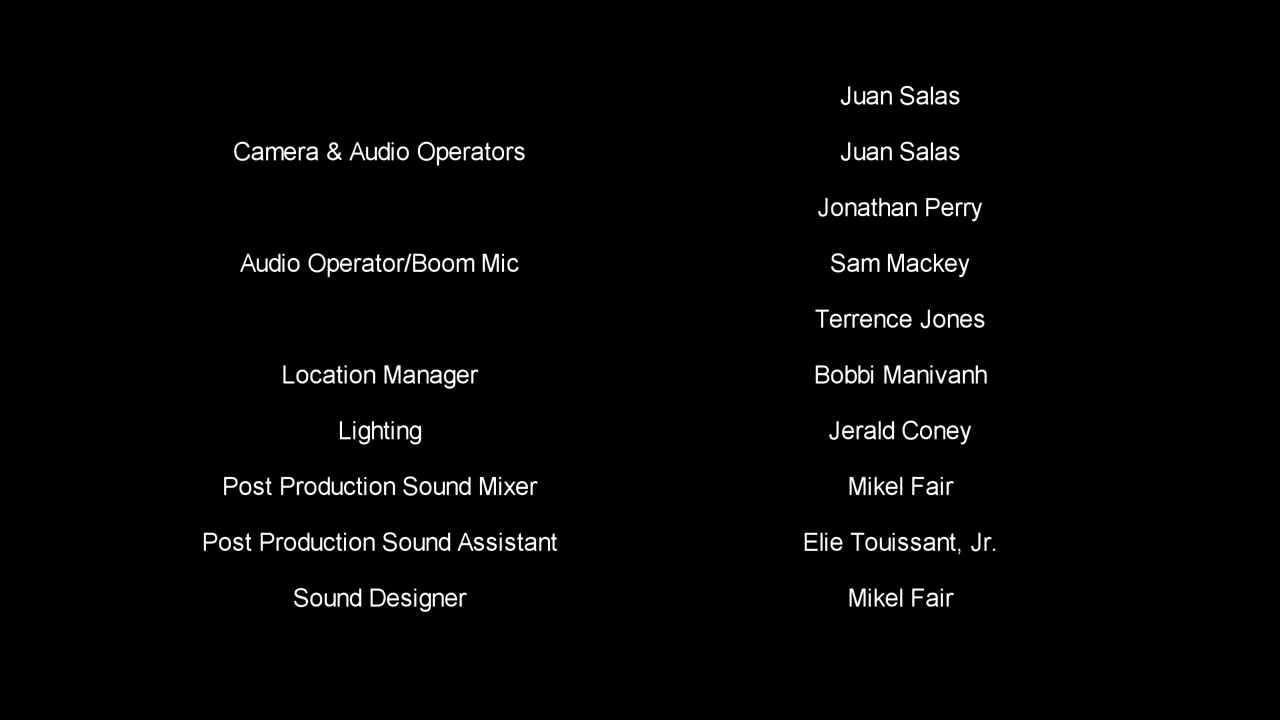 Juan Salas
Camera & Audio Operators Juan Salas
Jonathan Perry
Audio Operator/Boom Mic Sam Mackey
Terrence Jones
Location Manager Bobbi Manivanh
Lighting Jerald Coney
Post Production Sound Mixer Mikel Fair
Post Production Sound Assistant Elie Touissant, Jr.
Sound Designer Mikel Fair